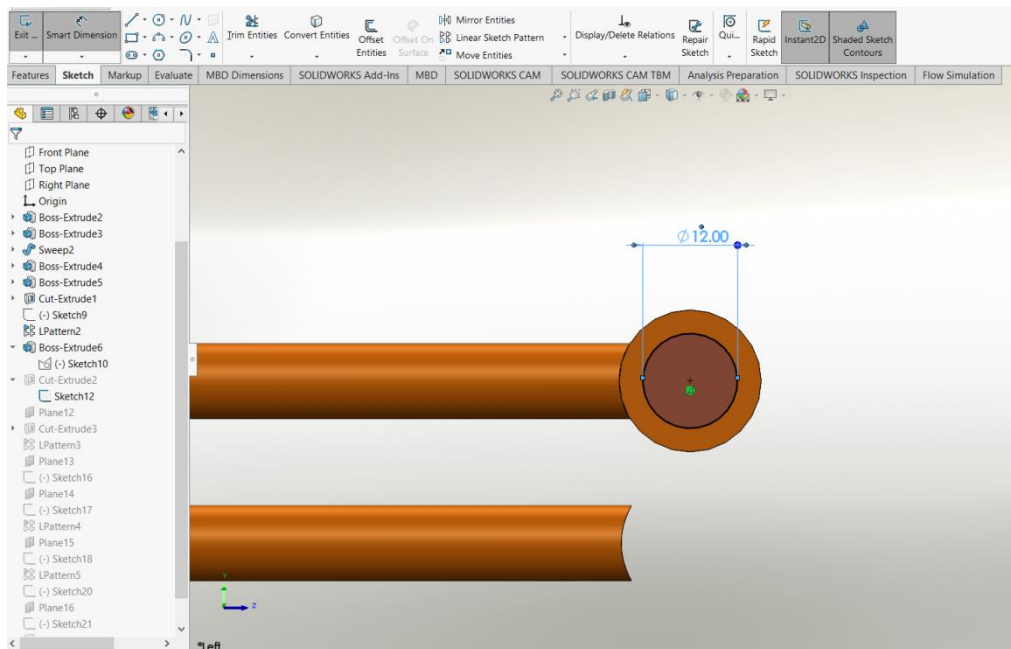 Exit ...
Smart Dimension
Trim Entities
Convert Entities
Offset Entities
Offset On Surface
Mirror Entities
Linear Sketch Pattern
Move Entities
Display/Delete Relations
Repair Sketch
Qui...
Rapid Sketch
Instant2D
Shaded Sketch Contours
Features Sketch Markup Evaluate MBD Dimensions SOLIDWORKS Add-Ins MBD SOLIDWORKS CAM SOLIDWORKS CAM TBM Analysis Preparation SOLIDWORKS Inspection Flow Simulation
Front Plane
Top Plane
Right Plane
Origin
Boss-Extrude2
Boss-Extrude3
Sweep2
Boss-Extrude4
Boss-Extrude5
Cut-Extrude1
(-) Sketch9
LPattern2
Boss-Extrude6
(-) Sketch10
Cut-Extrude2
Sketch12
Plane12
Cut-Extrude3
LPattern3
Plane13
(-) Sketch16
Plane14
(-) Sketch17
LPattern4
Plane15
(-) Sketch18
LPattern5
(-) Sketch20
Plane16
(-) Sketch21
∅12.00
Y
Z
*Left